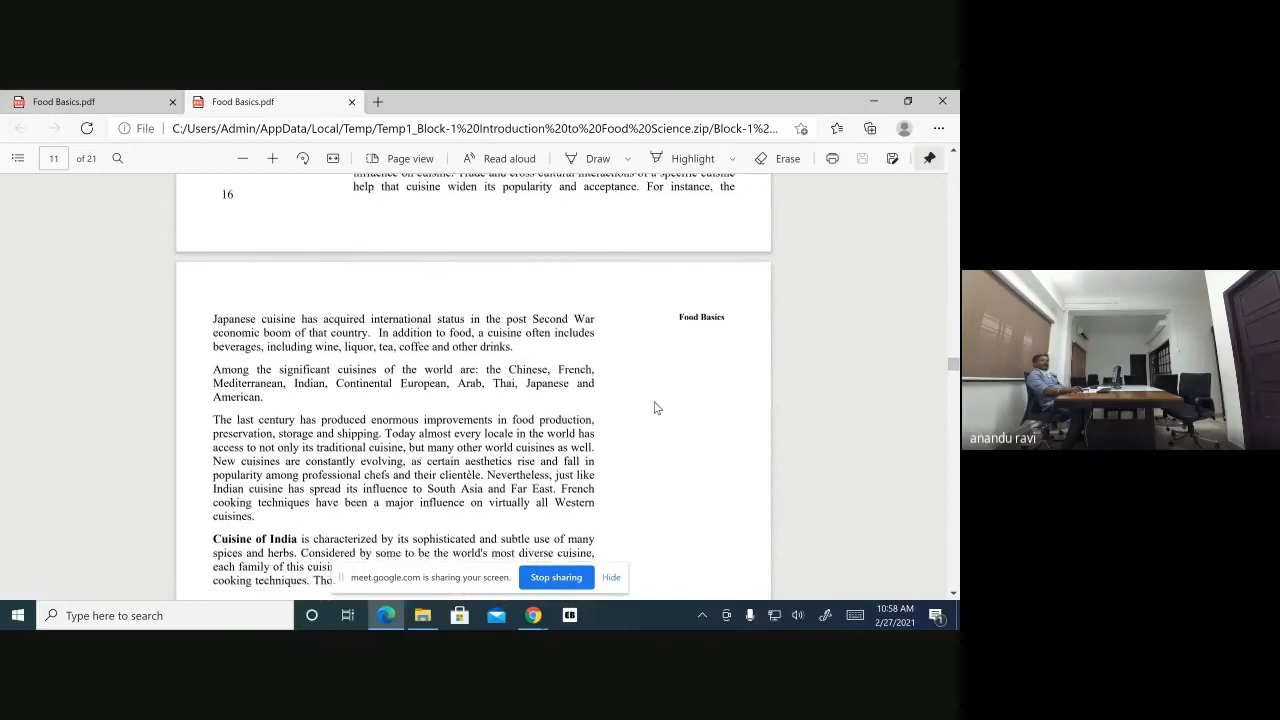 Food Basics.pdf
Food Basics.pdf
File
C:/Users/Admin/AppData/Local/Temp/Temp1_Block-1%20Introduction%20to%20Food%20Science.zip/Block-1%2...
11 of 21
Page view
Read aloud
Draw
Highlight
Erase
help that cuisine widen its popularity and acceptance. For instance, the
16
Food Basics
Japanese cuisine has acquired international status in the post Second War
economic boom of that country. In addition to food, a cuisine often includes
beverages, including wine, liquor, tea, coffee and other drinks.
Among the significant cuisines of the world are: the Chinese, French,
Mediterranean, Indian, Continental European, Arab, Thai, Japanese and
American.
The last century has produced enormous improvements in food production,
preservation, storage and shipping. Today almost every locale in the world has
access to not only its traditional cuisine, but many other world cuisines as well.
New cuisines are constantly evolving, as certain aesthetics rise and fall in
popularity among professional chefs and their clientèle. Nevertheless, just like
Indian cuisine has spread its influence to South Asia and Far East. French
cooking techniques have been a major influence on virtually all Western
cuisines.
Cuisine of India is characterized by its sophisticated and subtle use of many
spices and herbs. Considered by some to be the world's most diverse cuisine,
each family of this cuisin
cooking techniques. Tho
meet.google.com is sharing your screen.
Stop sharing
Hide
anandu ravi
Type here to search
10:58 AM
2/27/2021